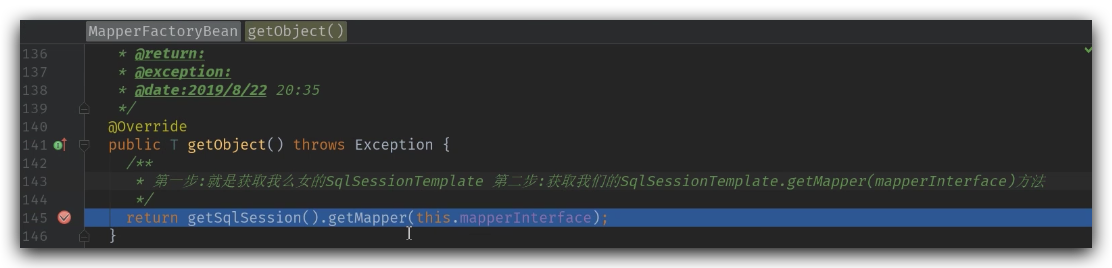 MapperFactoryBean getObject()
136 * @return:
137 * @exception:
138 * @date:2019/8/22 20:35
139 */
140 @Override
141 public T getObject() throws Exception {
142 /**
143 * 第一步:就是获取我么女的SqlSessionTemplate 第二步:获取我们的SqlSessionTemplate.getMapper(mapperInterface)方法
144 */
145 return getSqlSession().getMapper(this.mapperInterface);
146 }